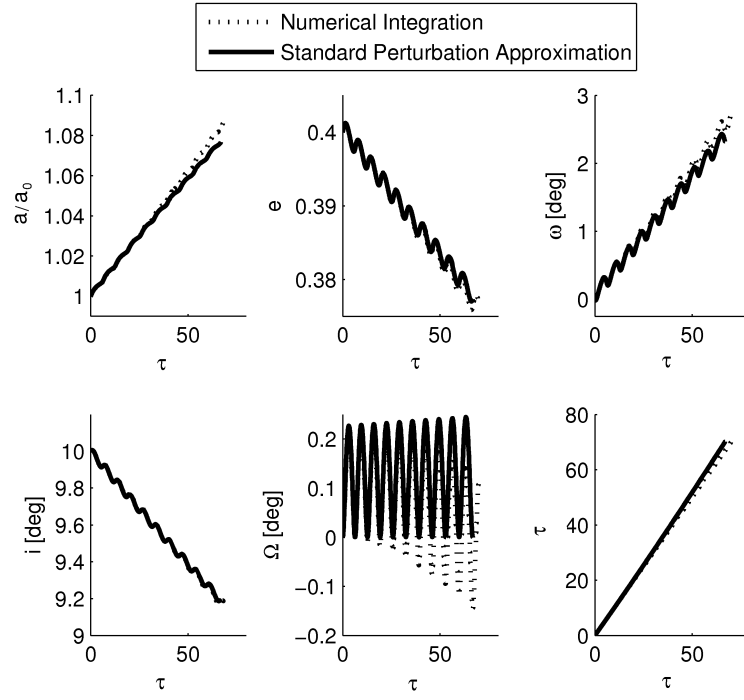 Numerical Integration
Standard Perturbation Approximation
1.1
1.08
1.06
1.04
1.02
1
a/a₀
0 50
τ
0.4
0.39
0.38
e
0 50
τ
3
2
1
0
ω [deg]
0 50
τ
10
9.8
9.6
9.4
9.2
9
i [deg]
0 50
τ
0.2
0.1
0
−0.1
−0.2
Ω [deg]
0 50
τ
80
60
40
20
0
τ
0 50
τ